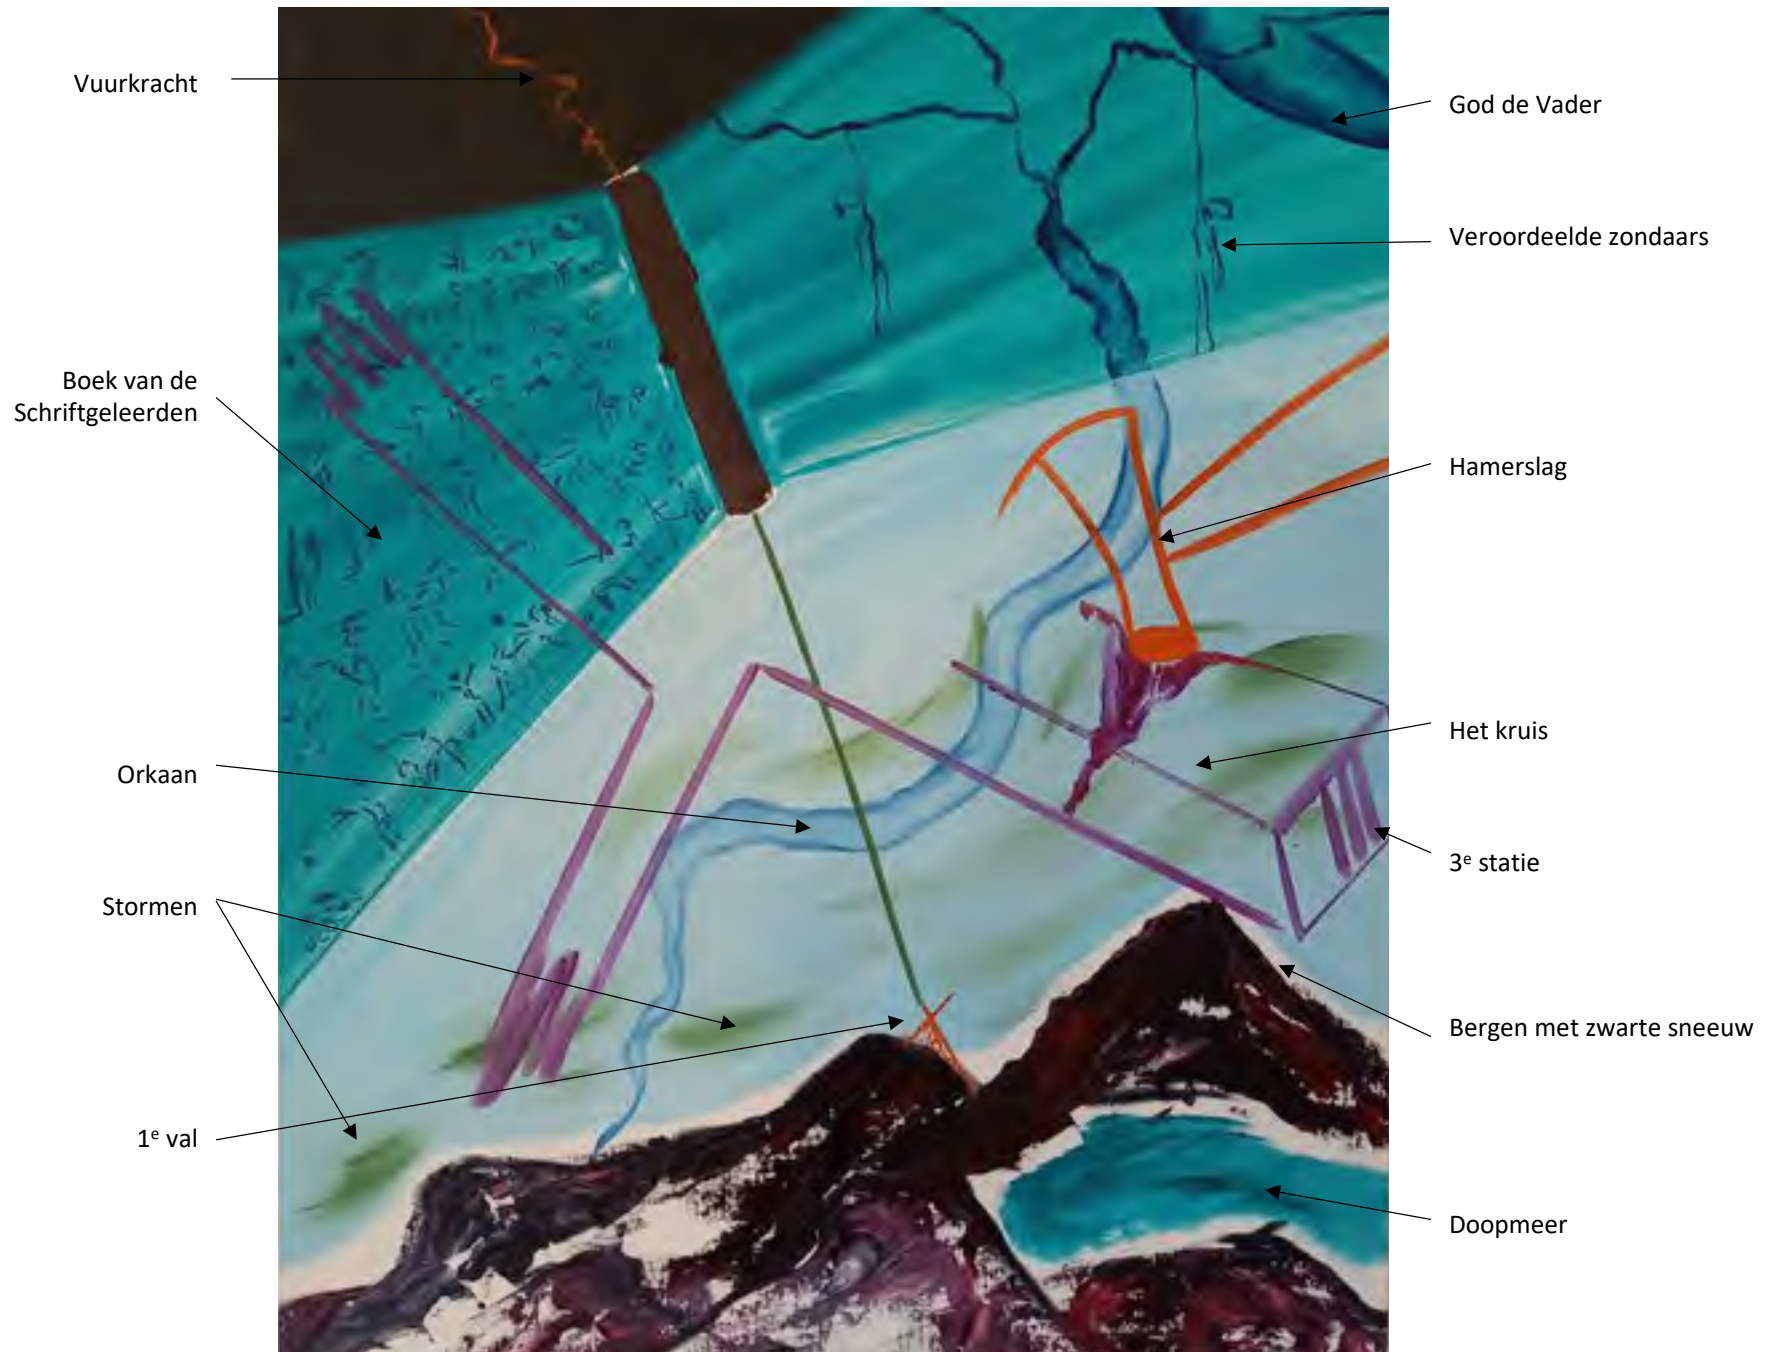 Vuurkracht
God de Vader
Veroordeelde zondaars
Boek van de
Schriftgeleerden
Hamerslag
Het kruis
Orkaan
3e statie
Stormen
Bergen met zwarte sneeuw
1e val
Doopmeer